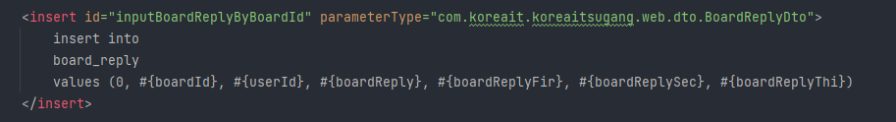 <insert id="inputBoardReplyByBoardId" parameterType="com.koreait.koreaitsugang.web.dto.BoardReplyDto">
insert into
board_reply
values (0, #{boardId}, #{userId}, #{boardReply}, #{boardReplyFir}, #{boardReplySec}, #{boardReplyThi})
</insert>